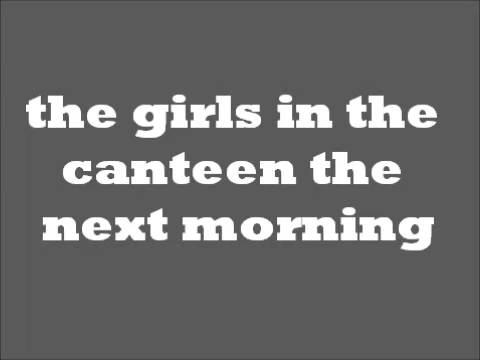 the girls in the
canteen the
next morning